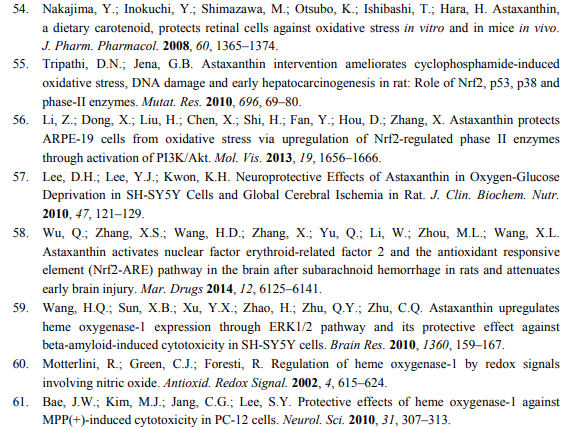 54. Nakajima, Y.; Inokuchi, Y.; Shimazawa, M.; Otsubo, K.; Ishibashi, T.; Hara, H. Astaxanthin,
a dietary carotenoid, protects retinal cells against oxidative stress in vitro and in mice in vivo.
J. Pharm. Pharmacol. 2008, 60, 1365–1374.
55. Tripathi, D.N.; Jena, G.B. Astaxanthin intervention ameliorates cyclophosphamide-induced
oxidative stress, DNA damage and early hepatocarcinogenesis in rat: Role of Nrf2, p53, p38 and
phase-II enzymes. Mutat. Res. 2010, 696, 69–80.
56. Li, Z.; Dong, X.; Liu, H.; Chen, X.; Shi, H.; Fan, Y.; Hou, D.; Zhang, X. Astaxanthin protects
ARPE-19 cells from oxidative stress via upregulation of Nrf2-regulated phase II enzymes
through activation of PI3K/Akt. Mol. Vis. 2013, 19, 1656–1666.
57. Lee, D.H.; Lee, Y.J.; Kwon, K.H. Neuroprotective Effects of Astaxanthin in Oxygen-Glucose
Deprivation in SH-SY5Y Cells and Global Cerebral Ischemia in Rat. J. Clin. Biochem. Nutr.
2010, 47, 121–129.
58. Wu, Q.; Zhang, X.S.; Wang, H.D.; Zhang, X.; Yu, Q.; Li, W.; Zhou, M.L.; Wang, X.L.
Astaxanthin activates nuclear factor erythroid-related factor 2 and the antioxidant responsive
element (Nrf2-ARE) pathway in the brain after subarachnoid hemorrhage in rats and attenuates
early brain injury. Mar. Drugs 2014, 12, 6125–6141.
59. Wang, H.Q.; Sun, X.B.; Xu, Y.X.; Zhao, H.; Zhu, Q.Y.; Zhu, C.Q. Astaxanthin upregulates
heme oxygenase-1 expression through ERK1/2 pathway and its protective effect against
beta-amyloid-induced cytotoxicity in SH-SY5Y cells. Brain Res. 2010, 1360, 159–167.
60. Motterlini, R.; Green, C.J.; Foresti, R. Regulation of heme oxygenase-1 by redox signals
involving nitric oxide. Antioxid. Redox Signal. 2002, 4, 615–624.
61. Bae, J.W.; Kim, M.J.; Jang, C.G.; Lee, S.Y. Protective effects of heme oxygenase-1 against
MPP(+)-induced cytotoxicity in PC-12 cells. Neurol. Sci. 2010, 31, 307–313.